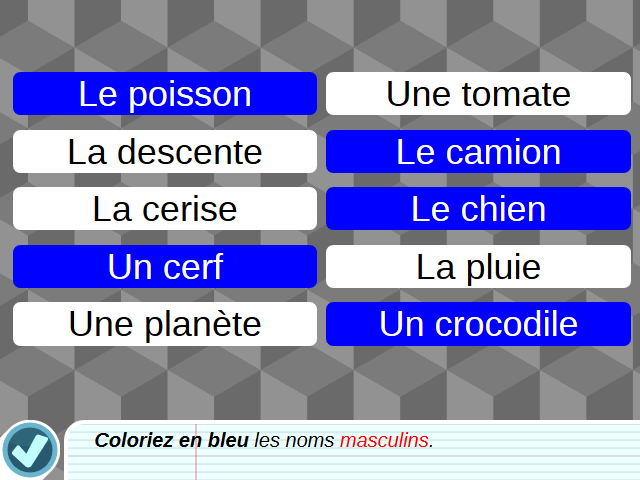 Le poisson
Une tomate
La descente
Le camion
La cerise
Le chien
Un cerf
La pluie
Une planète
Un crocodile
Coloriez en bleu les noms masculins.